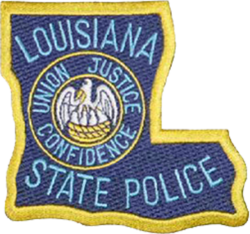 LOUISIANA
UNION JUSTICE
CONFIDENCE
STATE POLICE